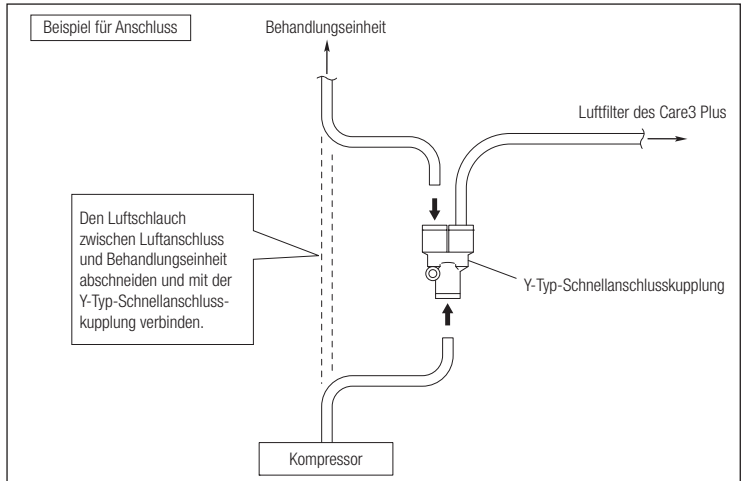 Beispiel für Anschluss
Behandlungseinheit
Luftfilter des Care3 Plus
Den Luftschlauch
zwischen Luftanschluss
und Behandlungseinheit
abschneiden und mit der
Y-Typ-Schnellanschluss-
kupplung verbinden.
Y-Typ-Schnellanschlusskupplung
Kompressor